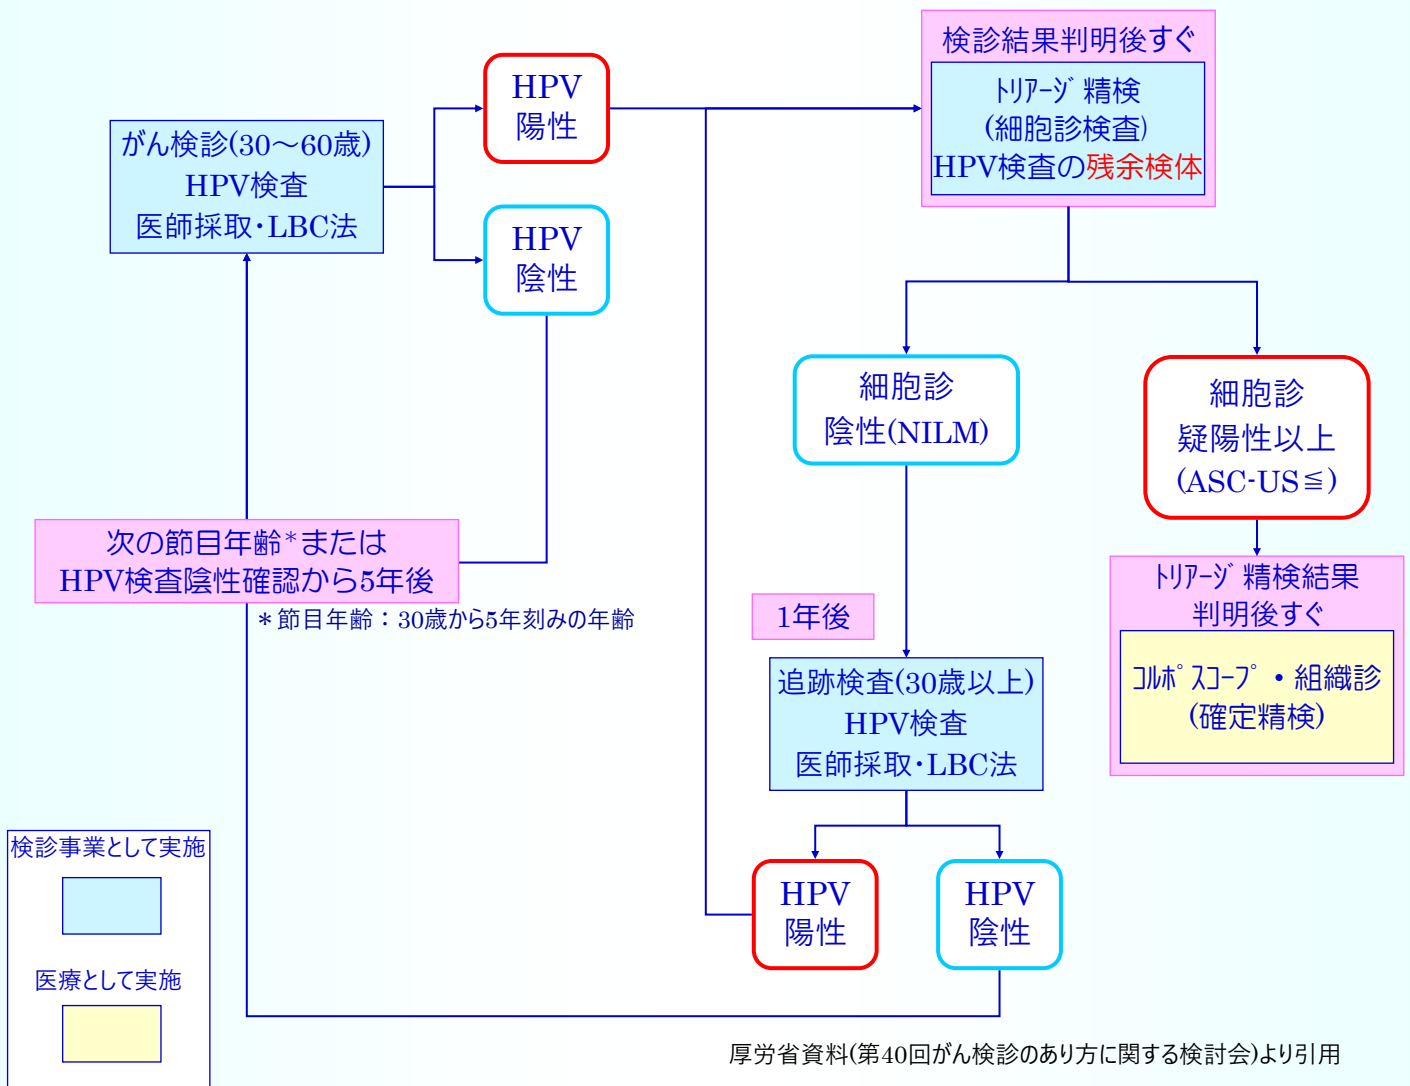 検診結果判明後すぐ
トリアージ精検
(細胞診検査)
HPV検査の残余検体
HPV
陽性
がん検診(30～60歳)
HPV検査
医師採取・LBC法
HPV
陰性
細胞診
陰性(NILM)
細胞診
疑陽性以上
(ASC-US≦)
次の節目年齢*または
HPV検査陰性確認から5年後
*節目年齢：30歳から5年刻みの年齢
1年後
トリアージ精検結果
判明後すぐ
コルポスコープ・組織診
(確定精検)
追跡検査(30歳以上)
HPV検査
医師採取・LBC法
HPV
陽性
HPV
陰性
検診事業として実施
医療として実施
厚労省資料(第40回がん検診のあり方に関する検討会)より引用